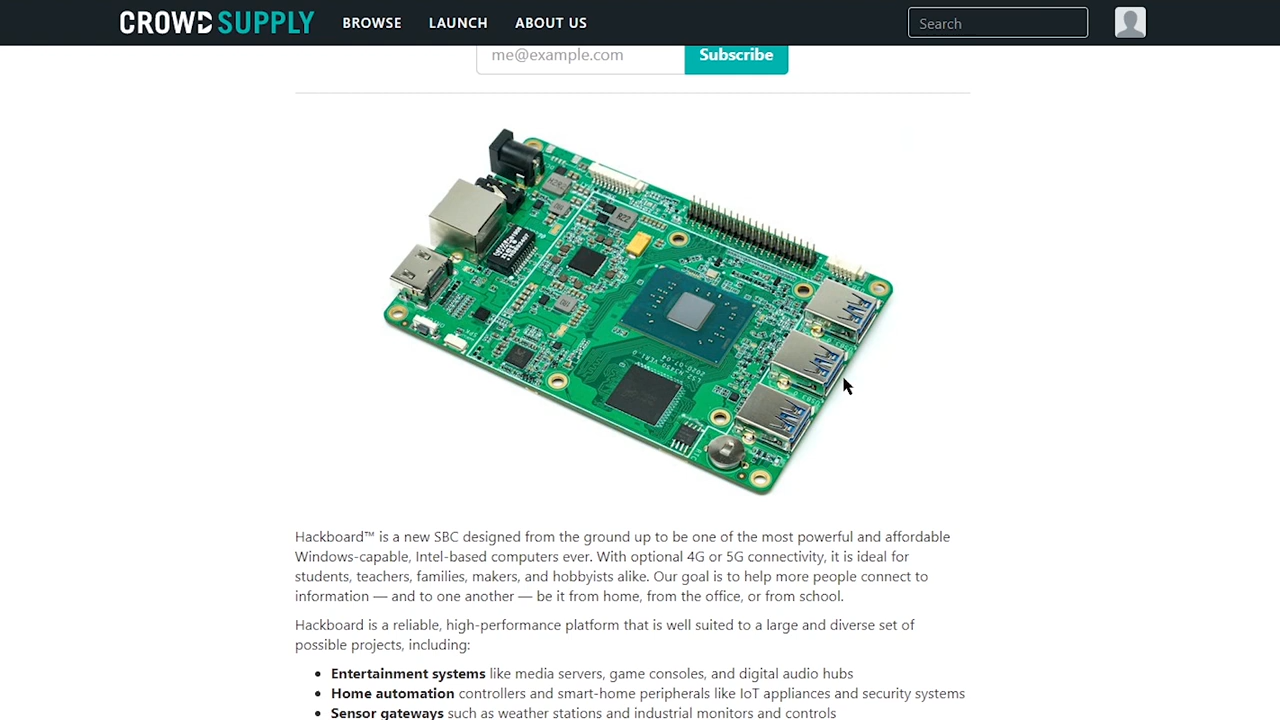 CROWD SUPPLY BROWSE LAUNCH ABOUT US Search
me@example.com Subscribe
R22
2020.07.04
Hackboard™ is a new SBC designed from the ground up to be one of the most powerful and affordable
Windows-capable, Intel-based computers ever. With optional 4G or 5G connectivity, it is ideal for
students, teachers, families, makers, and hobbyists alike. Our goal is to help more people connect to
information — and to one another — be it from home, from the office, or from school.
Hackboard is a reliable, high-performance platform that is well suited to a large and diverse set of
possible projects, including:
• Entertainment systems like media servers, game consoles, and digital audio hubs
• Home automation controllers and smart-home peripherals like IoT appliances and security systems
• Sensor gateways such as weather stations and industrial monitors and controls